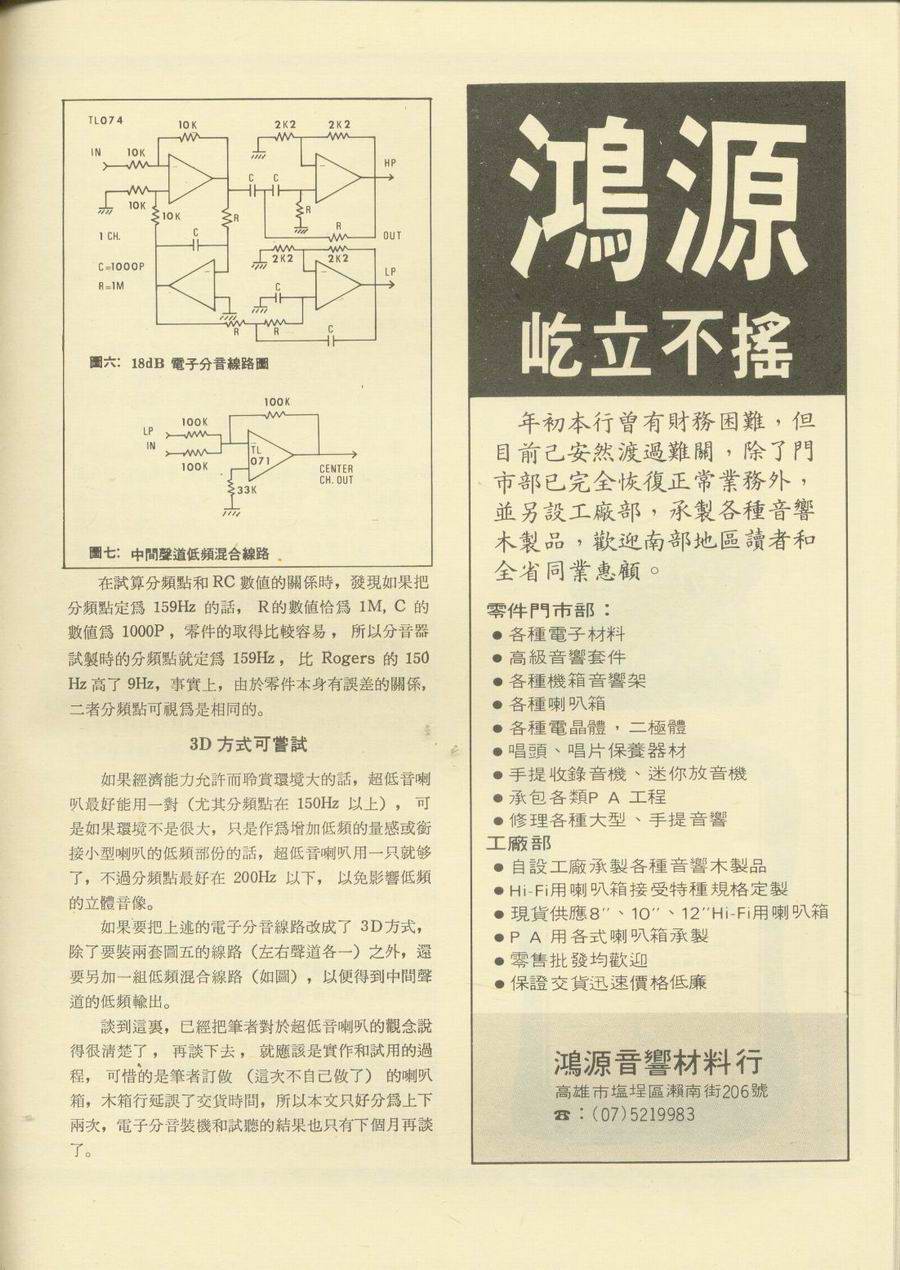 TL074
10K
2K2
2K2
IN
10K
HP
C
C
10K
10K
R
R
1 CH.
C
R
OUT
2K2
2K2
C=1000P
LP
R=1M
C
R
R
C
圖六: 18dB 電子分音線路圖
100K
LP
100K
IN
TL
071
100K
CENTER
CH. OUT
33K
圖七: 中間聲道低頻混合線路
在試算分頻點和 RC 數值的關係時，發現如果把
分頻點定爲 159Hz 的話， R的數值恰爲 1M, C 的
數值爲 1000P，零件的取得比較容易，所以分音器
試製時的分頻點就定爲 159Hz，比 Rogers 的 150
Hz 高了 9Hz，事實上，由於零件本身有誤差的關係，
二者分頻點可視爲是相同的。
3D 方式可嘗試
如果經濟能力允許而聆賞環境大的話，超低音喇
叭最好能用一對（尤其分頻點在 150Hz 以上），可
是如果環境不是很大，只是作爲增加低頻的量感或銜
接小型喇叭的低頻部份的話，超低音喇叭用一只就够
了，不過分頻點最好在 200Hz 以下，以免影響低頻
的立體音像。
如果要把上述的電子分音線路改成了 3D方式，
除了要裝兩套圖五的線路（左右聲道各一）之外，還
要另加一組低頻混合線路（如圖），以便得到中間聲
道的低頻輸出。
談到這裏，已經把筆者對於超低音喇叭的觀念說
得很清楚了，再談下去，就應該是實作和試用的過
程，可惜的是筆者訂做（這次不自己做了）的喇叭
箱，木箱行延誤了交貨時間，所以本文只好分爲上下
兩次，電子分音裝機和試聽的結果也只有下個月再談
了。
鴻源
屹立不搖
年初本行曾有財務困難，但
目前已安然渡過難關，除了門
市部已完全恢復正常業務外，
並另設工廠部，承製各種音響
木製品，歡迎南部地區讀者和
全省同業惠顧。
零件門市部：
●各種電子材料
●高級音響套件
●各種機箱音響架
●各種喇叭箱
●各種電晶體，二極體
●唱頭、唱片保養器材
●手提收錄音機、迷你放音機
●承包各類P A 工程
●修理各種大型、手提音響
工廠部
●自設工廠承製各種音響木製品
●Hi-Fi用喇叭箱接受特種規格定製
●現貨供應8″、10″、12″Hi-Fi用喇叭箱
●P A 用各式喇叭箱承製
●零售批發均歡迎
●保證交貨迅速價格低廉
鴻源音響材料行
高雄市塩埕區瀨南街206號
☎：(07)5219983